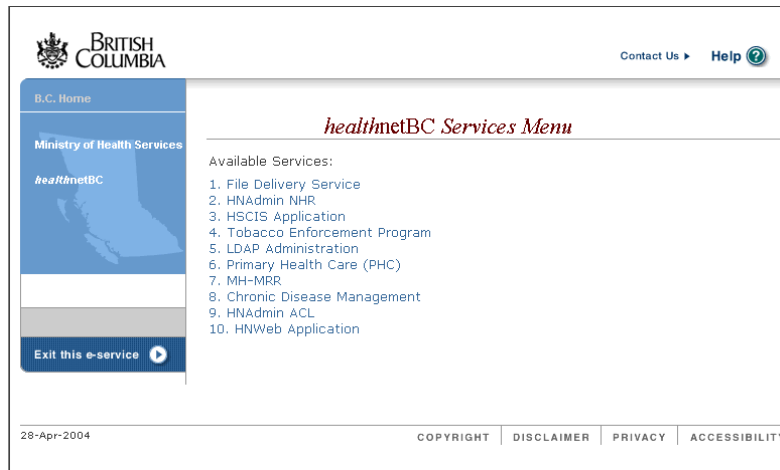 BRITISH
COLUMBIA
Contact Us
Help ?
B.C. Home
Ministry of Health Services
healthnetBC
healthnetBC Services Menu
Available Services:
1. File Delivery Service
2. HNAdmin NHR
3. HSCIS Application
4. Tobacco Enforcement Program
5. LDAP Administration
6. Primary Health Care (PHC)
7. MH-MRR
8. Chronic Disease Management
9. HNAdmin ACL
10. HNWeb Application
Exit this e-service
28-Apr-2004
COPYRIGHT
DISCLAIMER
PRIVACY
ACCESSIBILITY